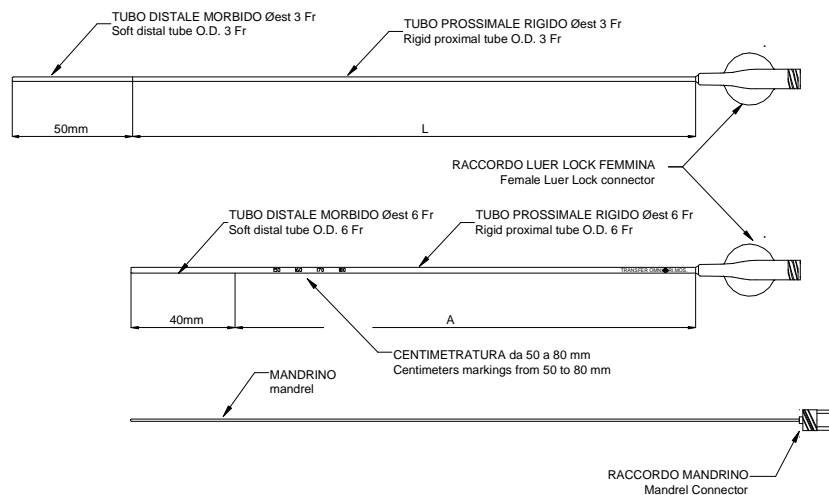 TUBO DISTALE MORBIDO Øest 3 Fr
Soft distal tube O.D. 3 Fr
TUBO PROSSIMALE RIGIDO Øest 3 Fr
Rigid proximal tube O.D. 3 Fr
50mm
L
RACCORDO LUER LOCK FEMMINA
Female Luer Lock connector
TUBO DISTALE MORBIDO Øest 6 Fr
Soft distal tube O.D. 6 Fr
TUBO PROSSIMALE RIGIDO Øest 6 Fr
Rigid proximal tube O.D. 6 Fr
TRANSFER
40mm
A
CENTIMETRATURA da 50 a 80 mm
Centimeters markings from 50 to 80 mm
MANDRINO
mandrel
RACCORDO MANDRINO
Mandrel Connector